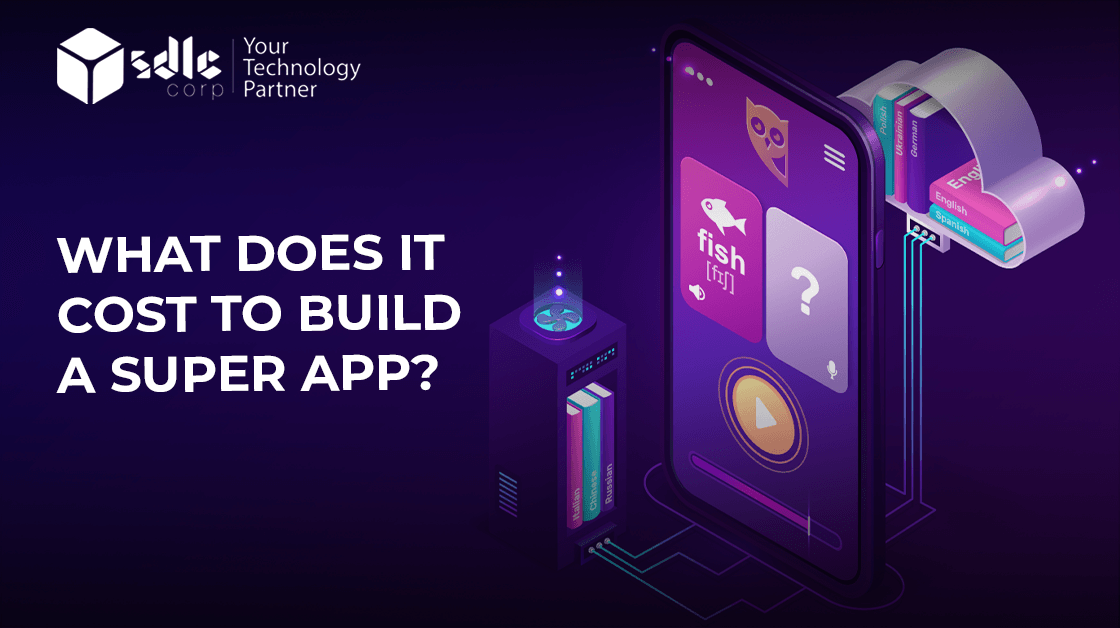 sdlc
corp
Your
Technology
Partner
WHAT DOES IT
COST TO BUILD
A SUPER APP?
fish
[fɪʃ]
?
Polish
Ukrainian
German
English
English
Spanish
Italian
Chinese
Russian